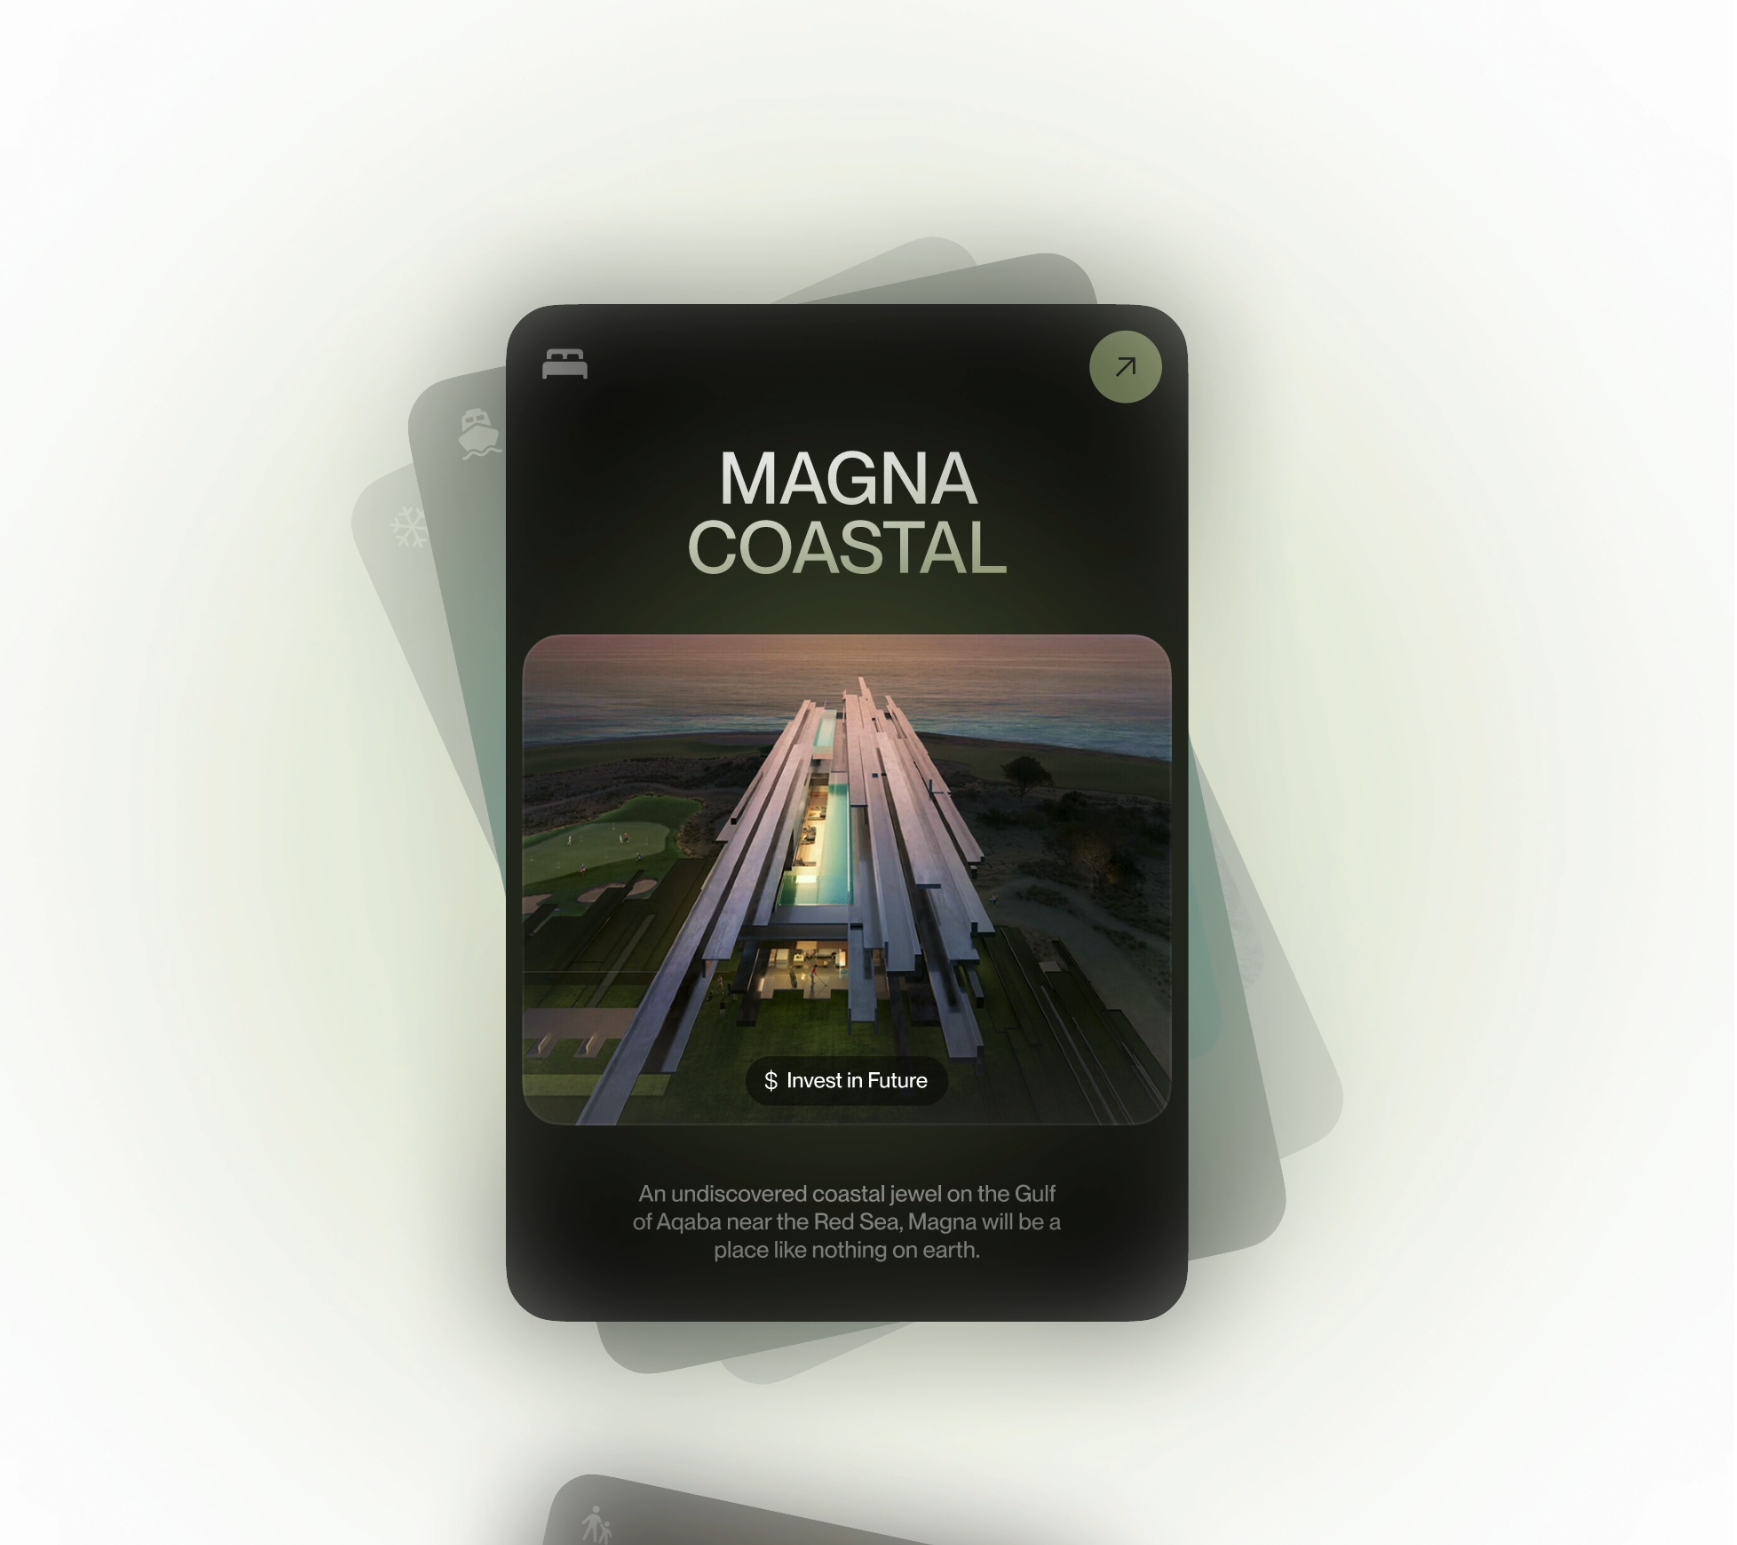 MAGNA
COASTAL
$ Invest in Future
An undiscovered coastal jewel on the Gulf
of Aqaba near the Red Sea, Magna will be a
place like nothing on earth.